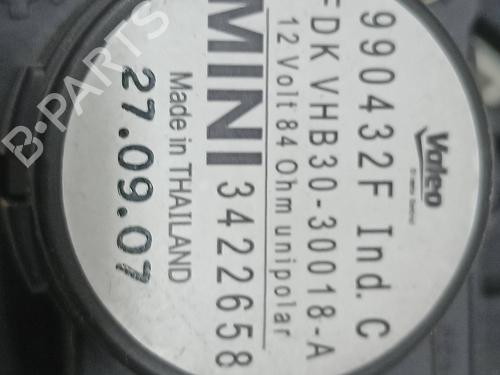 990432F Ind. C
FDK VHB30-30018-A
12 Volt 84 Ohm unipolar
MINI 3422658
Made in THAILAND
27.09.07
Valeo
B-PARTS